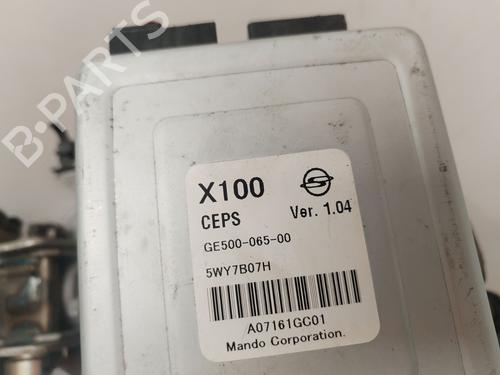 B-PARTS
X100
CEPS Ver. 1.04
GE500-065-00
5WY7B07H
A07161GC01
Mando Corporation.